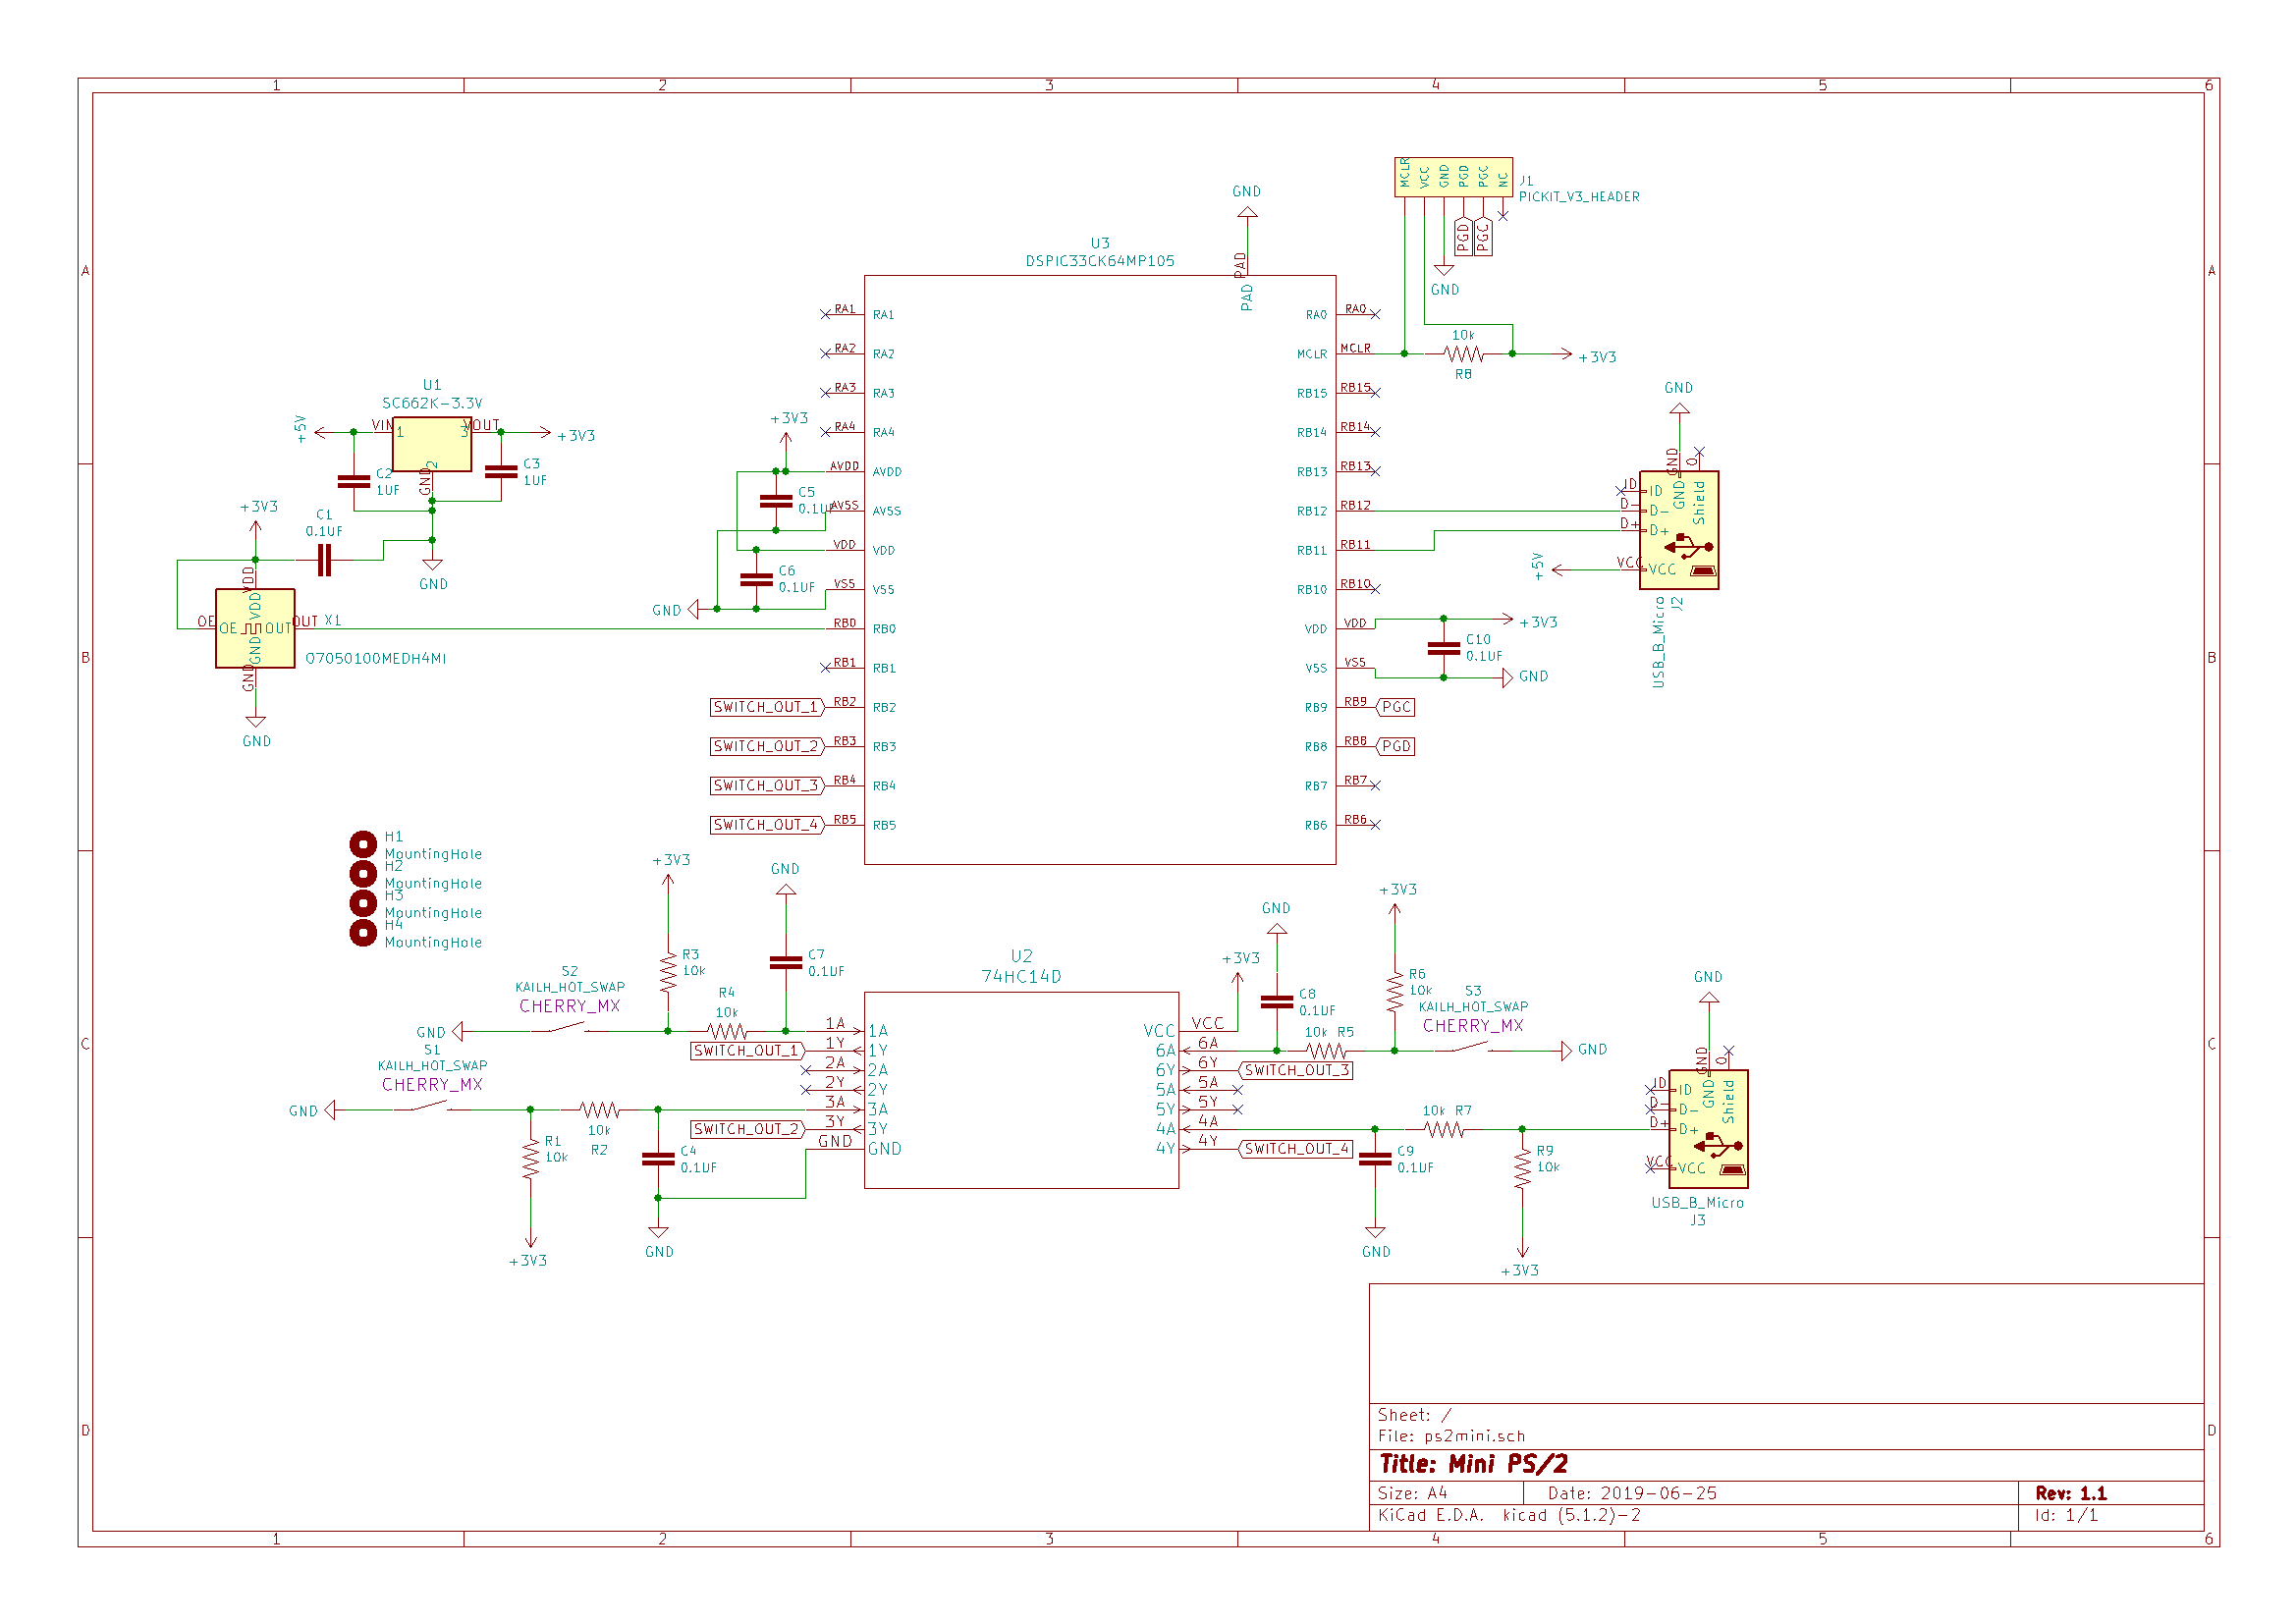 1 2 3 4 5 6
A
B
C
D
A
B
C
D
1 2 3 4 5 6
J1
PICKIT_V3_HEADER
MCLR
VCC
GND
PGD
PGC
NC
PGD
PGC
GND
10k
R8
+3V3
GND
PAD
PAD
U3
DSPIC33CK64MP105
RA1 RA1
RA2 RA2
RA3 RA3
RA4 RA4
AVDD AVDD
AVSS AVSS
VDD VDD
VSS VSS
RB0 RB0
RB1 RB1
SWITCH_OUT_1 RB2 RB2
SWITCH_OUT_2 RB3 RB3
SWITCH_OUT_3 RB4 RB4
SWITCH_OUT_4 RB5 RB5
RA0 RA0
MCLR MCLR
RB15 RB15
RB14 RB14
RB13 RB13
RB12 RB12
RB11 RB11
RB10 RB10
VDD VDD
VSS VSS
RB9 RB9 PGC
RB8 RB8 PGD
RB7 RB7
RB6 RB6
+3V3
C5
0.1UF
C6
0.1UF
GND
+3V3
C10
0.1UF
GND
U1
SC662K-3.3V
+5V
VIN
1
3
VOUT
2
GND
+3V3
C2
1UF
C3
1UF
+3V3
C1
0.1UF
GND
VDD
VDD
OE
OE
OUT
OUT
X1
GND
GND
O7050100MEDH4MI
GND
GND
GND
GND
O
Shield
ID
ID
D-
D-
D+
D+
+5V
VCC
VCC
USB_B_Micro
J2
H1
MountingHole
H2
MountingHole
H3
MountingHole
H4
MountingHole
+3V3
GND
R3
10k
C7
0.1UF
S2
KAILH_HOT_SWAP
CHERRY_MX
R4
10k
GND
S1
KAILH_HOT_SWAP
CHERRY_MX
GND
R1
10k
+3V3
10k
R2
C4
0.1UF
GND
U2
74HC14D
1A 1A
SWITCH_OUT_1 1Y 1Y
2A 2A
2Y 2Y
3A 3A
SWITCH_OUT_2 3Y 3Y
GND GND
VCC VCC
6A 6A
6Y 6Y SWITCH_OUT_3
5A 5A
5Y 5Y
4A 4A
4Y 4Y SWITCH_OUT_4
+3V3
GND
C8
0.1UF
+3V3
R6
10k
10k R5
S3
KAILH_HOT_SWAP
CHERRY_MX
GND
10k R7
C9
0.1UF
GND
R9
10k
+3V3
GND
GND
GND
O
Shield
ID
ID
D-
D-
D+
D+
VCC
VCC
USB_B_Micro
J3
Sheet: /
File: ps2mini.sch
Title: Mini PS/2
Size: A4 Date: 2019-06-25 Rev: 1.1
KiCad E.D.A. kicad (5.1.2)-2 Id: 1/1